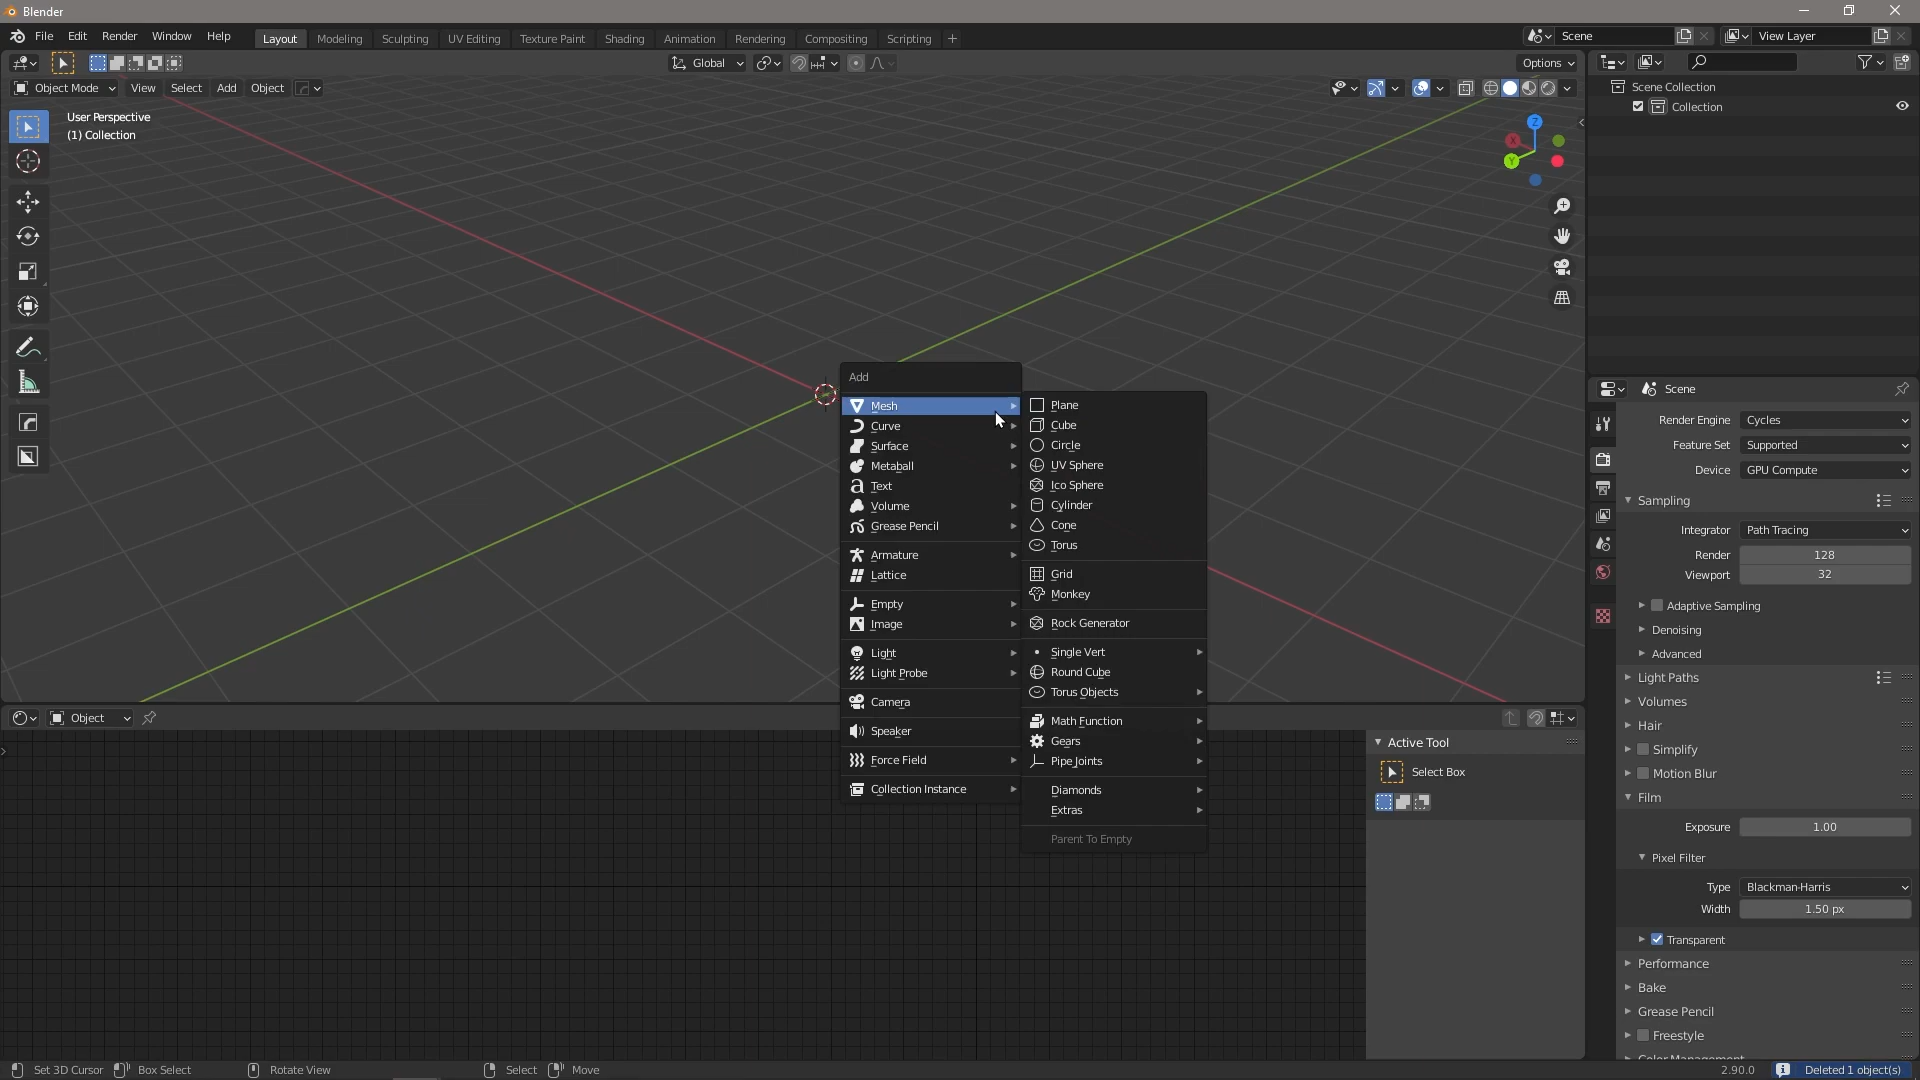 Blender
File Edit Render Window Help
Layout Modeling Sculpting UV Editing Texture Paint Shading Animation Rendering Compositing Scripting +
Scene
View Layer
Global
Options
Object Mode View Select Add Object
User Perspective
(1) Collection
Z
X
Y
Scene Collection
Collection
Add
Mesh
Curve
Surface
Metaball
Text
Volume
Grease Pencil
Armature
Lattice
Empty
Image
Light
Light Probe
Camera
Speaker
Force Field
Collection Instance
Plane
Cube
Circle
UV Sphere
Ico Sphere
Cylinder
Cone
Torus
Grid
Monkey
Rock Generator
Single Vert
Round Cube
Torus Objects
Math Function
Gears
Pipe Joints
Diamonds
Extras
Parent To Empty
Object
Active Tool
Select Box
Scene
Render Engine Cycles
Feature Set Supported
Device GPU Compute
Sampling
Integrator Path Tracing
Render 128
Viewport 32
Adaptive Sampling
Denoising
Advanced
Light Paths
Volumes
Hair
Simplify
Motion Blur
Film
Exposure 1.00
Pixel Filter
Type Blackman-Harris
Width 1.50 px
Transparent
Performance
Bake
Grease Pencil
Freestyle
Color Management
Set 3D Cursor Box Select Rotate View Select Move
2.90.0 Deleted 1 object(s)